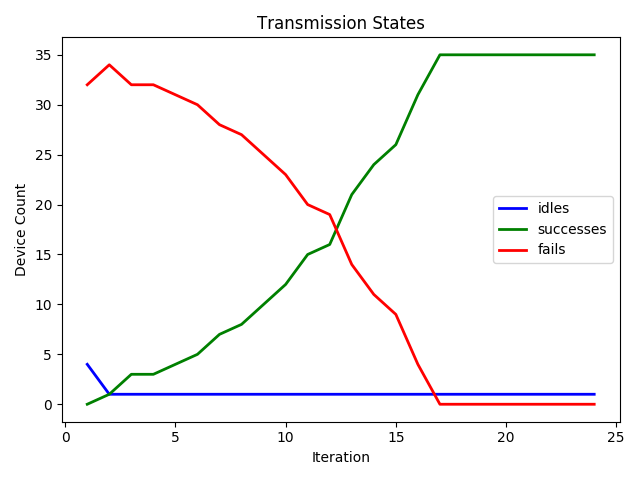 Transmission States
Device Count
35
30
25
20
15
10
5
0
idles
successes
fails
0 5 10 15 20 25
Iteration